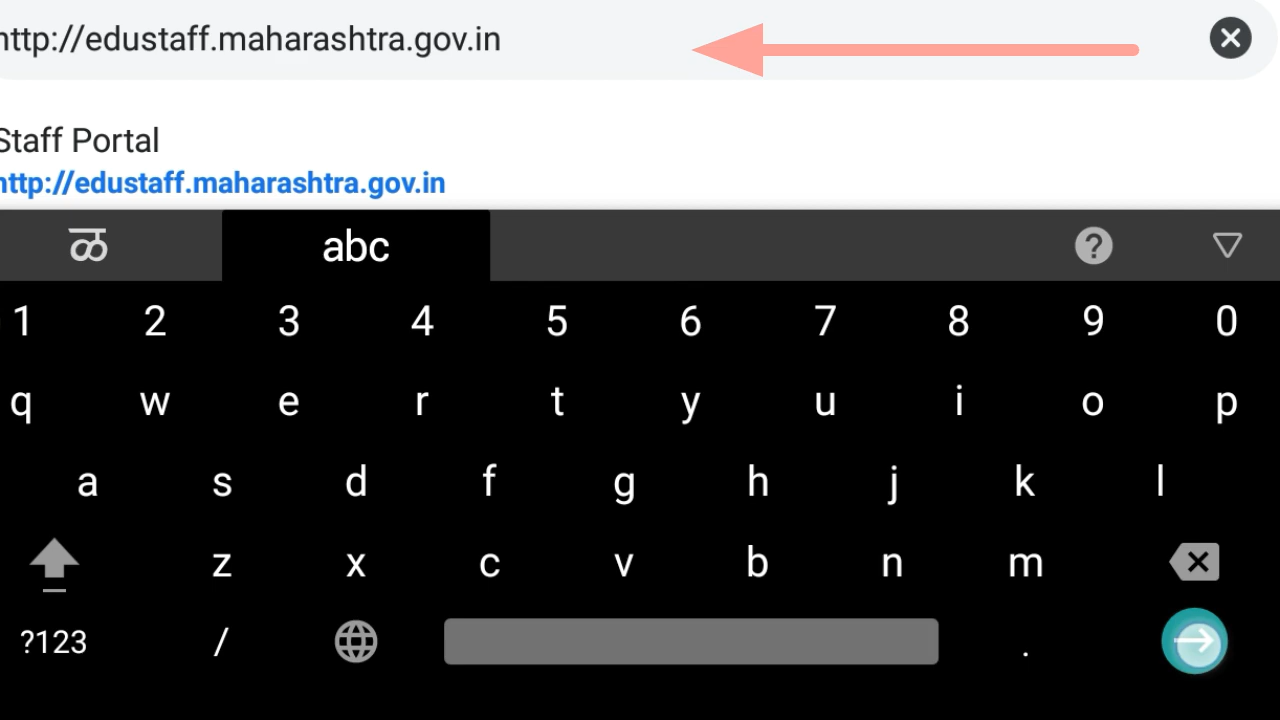 http://edustaff.maharashtra.gov.in
Staff Portal
http://edustaff.maharashtra.gov.in
ळ abc ?
1 2 3 4 5 6 7 8 9 0
q w e r t y u i o p
a s d f g h j k l
z x c v b n m
?123 / .